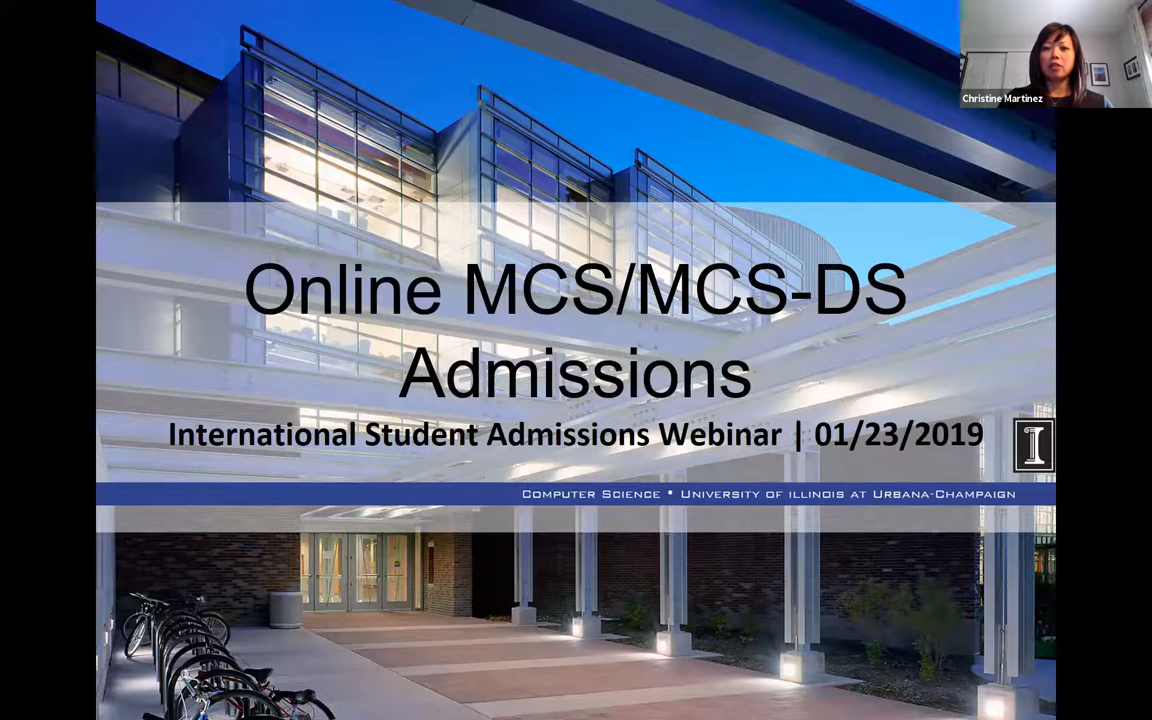 Christine Martinez
Online MCS/MCS-DS
Admissions
International Student Admissions Webinar | 01/23/2019
I
Computer Science • University of Illinois at Urbana-Champaign